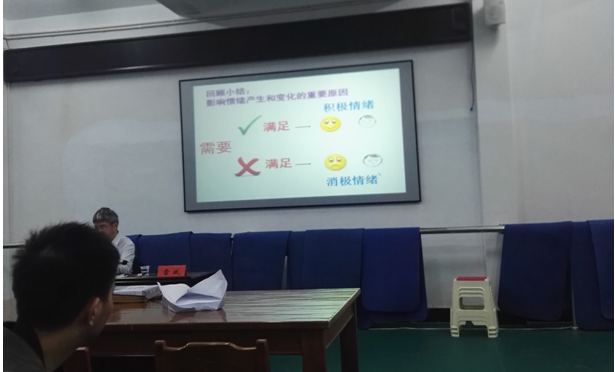 回顾小结：
影响情绪产生和变化的重要原因
积极情绪
满足
需要
满足
消极情绪